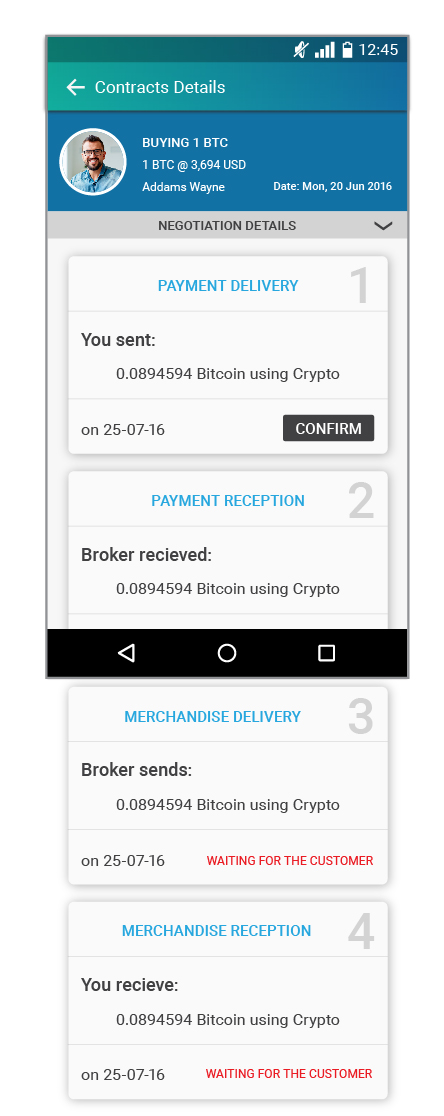 12:45
Contracts Details
BUYING 1 BTC
1 BTC @ 3,694 USD
Addams Wayne
Date: Mon, 20 Jun 2016
NEGOTIATION DETAILS
PAYMENT DELIVERY
1
You sent:
0.0894594 Bitcoin using Crypto
on 25-07-16
CONFIRM
PAYMENT RECEPTION
2
Broker recieved:
0.0894594 Bitcoin using Crypto
MERCHANDISE DELIVERY
3
Broker sends:
0.0894594 Bitcoin using Crypto
on 25-07-16
WAITING FOR THE CUSTOMER
MERCHANDISE RECEPTION
4
You recieve:
0.0894594 Bitcoin using Crypto
on 25-07-16
WAITING FOR THE CUSTOMER